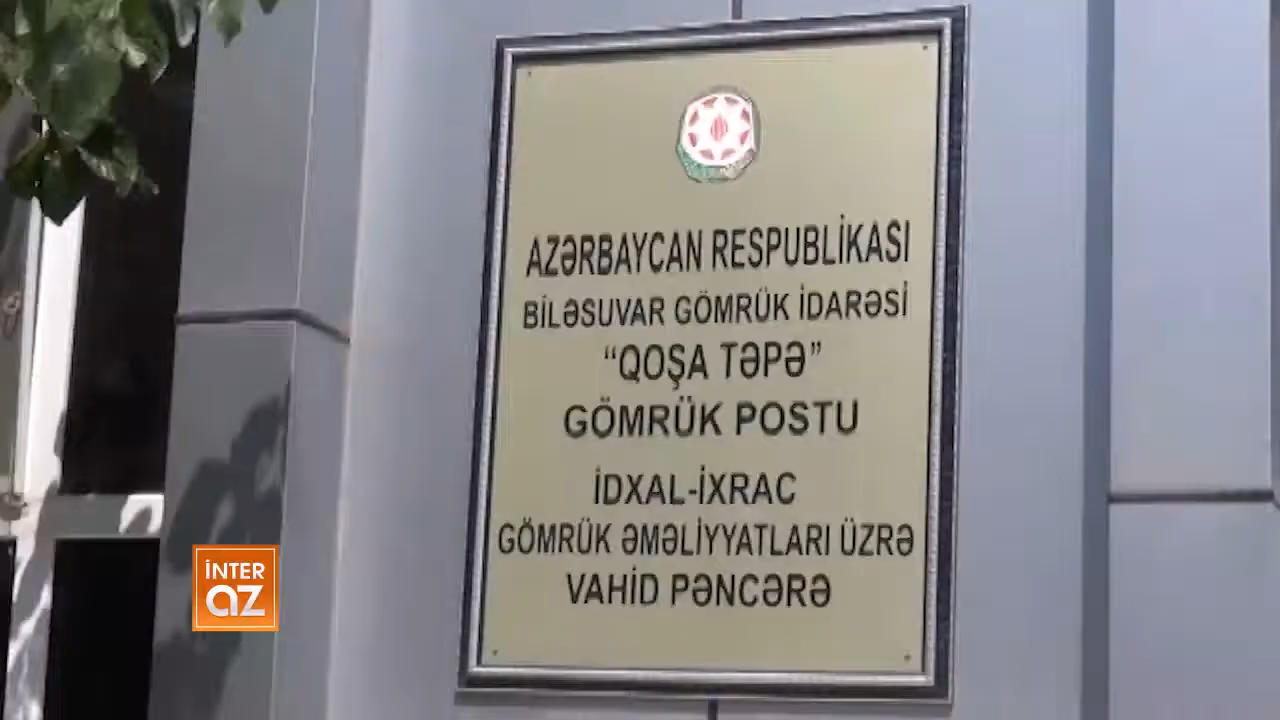 AZƏRBAYCAN RESPUBLİKASI
BİLƏSUVAR GÖMRÜK İDARƏSİ
“QOŞA TƏPƏ”
GÖMRÜK POSTU
İDXAL-İXRAC
GÖMRÜK ƏMƏLİYYATLARI ÜZRƏ
VAHİD PƏNCƏRƏ
İNTER
az